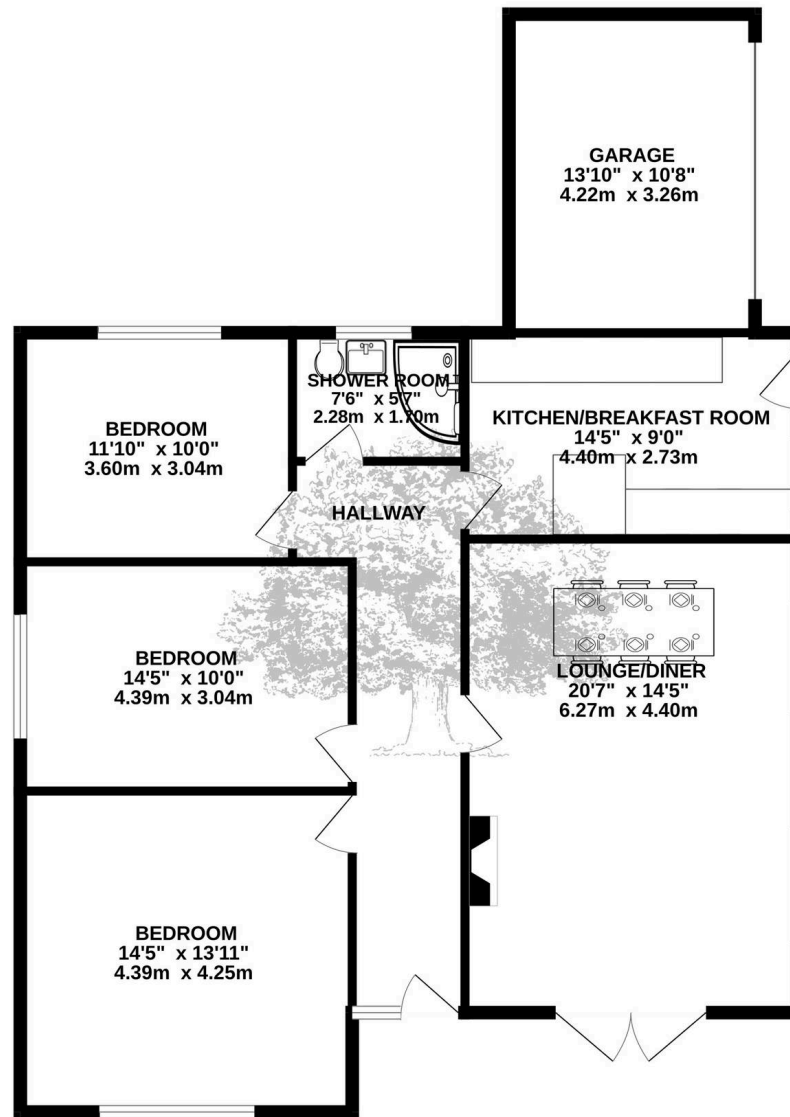 GARAGE
13'10" x 10'8"
4.22m x 3.26m
SHOWER ROOM
7'6" x 5'7"
2.28m x 1.70m
BEDROOM
11'10" x 10'0"
3.60m x 3.04m
KITCHEN/BREAKFAST ROOM
14'5" x 9'0"
4.40m x 2.73m
HALLWAY
BEDROOM
14'5" x 10'0"
4.39m x 3.04m
LOUNGE/DINER
20'7" x 14'5"
6.27m x 4.40m
BEDROOM
14'5" x 13'11"
4.39m x 4.25m